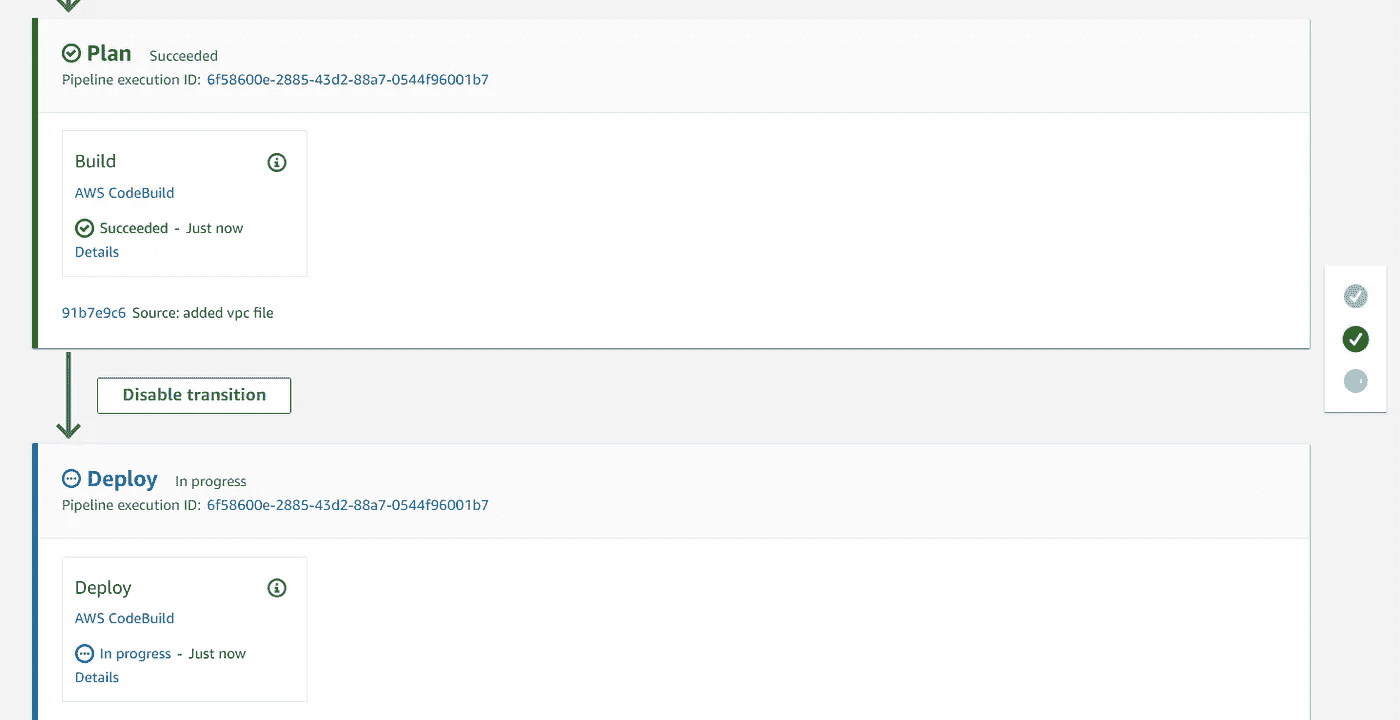 Plan Succeeded
Pipeline execution ID: 6f58600e-2885-43d2-88a7-0544f96001b7
Build
AWS CodeBuild
Succeeded - Just now
Details
91b7e9c6 Source: added vpc file
Disable transition
Deploy In progress
Pipeline execution ID: 6f58600e-2885-43d2-88a7-0544f96001b7
Deploy
AWS CodeBuild
In progress - Just now
Details